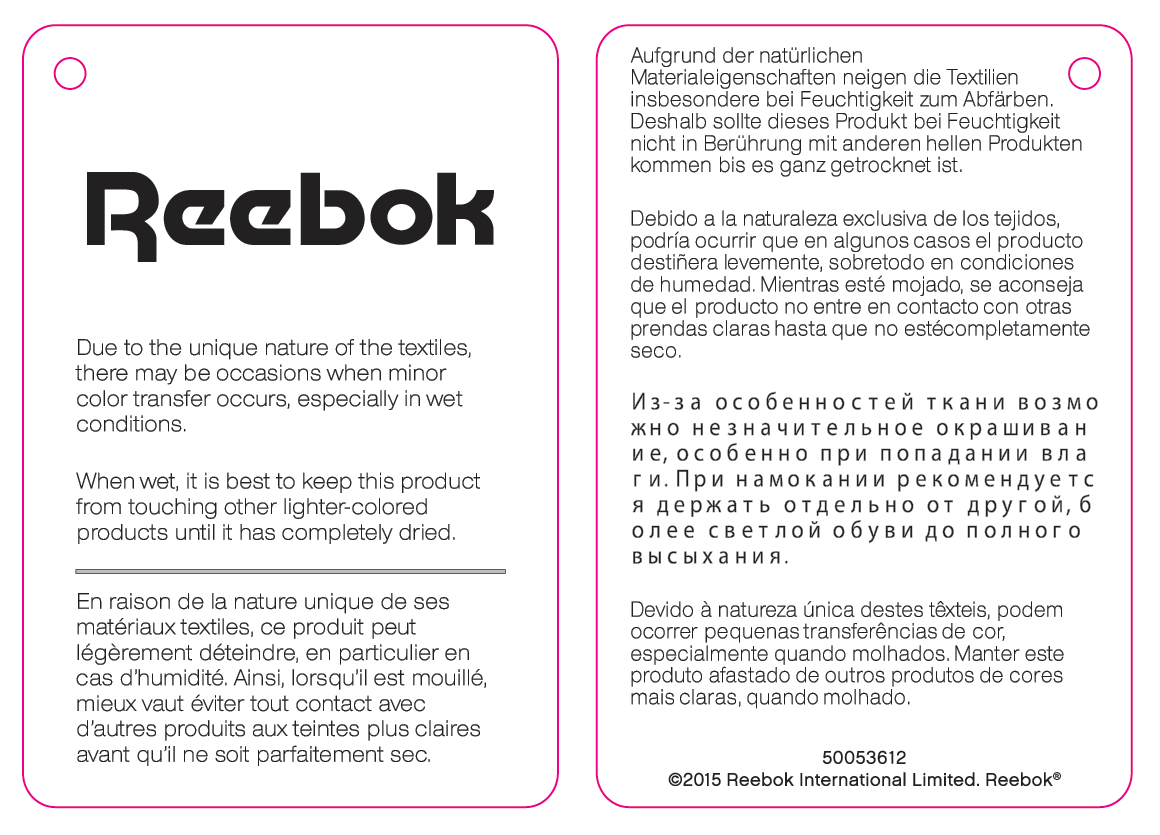 Reebok
Due to the unique nature of the textiles,
there may be occasions when minor
color transfer occurs, especially in wet
conditions.
When wet, it is best to keep this product
from touching other lighter-colored
products until it has completely dried.
En raison de la nature unique de ses
matériaux textiles, ce produit peut
légèrement déteindre, en particulier en
cas d’humidité. Ainsi, lorsqu’il est mouillé,
mieux vaut éviter tout contact avec
d’autres produits aux teintes plus claires
avant qu’il ne soit parfaitement sec.
Aufgrund der natürlichen
Materialeigenschaften neigen die Textilien
insbesondere bei Feuchtigkeit zum Abfärben.
Deshalb sollte dieses Produkt bei Feuchtigkeit
nicht in Berührung mit anderen hellen Produkten
kommen bis es ganz getrocknet ist.
Debido a la naturaleza exclusiva de los tejidos,
podría ocurrir que en algunos casos el producto
destiñera levemente, sobretodo en condiciones
de humedad. Mientras esté mojado, se aconseja
que el producto no entre en contacto con otras
prendas claras hasta que no estécompletamente
seco.
Из-за особенностей ткани возмо
жно незначительное окрашиван
ие, особенно при попадании вла
ги. При намокании рекомендуетс
я держать отдельно от другой, б
олее светлой обуви до полного
высыхания.
Devido à natureza única destes têxteis, podem
ocorrer pequenas transferências de cor,
especialmente quando molhados. Manter este
produto afastado de outros produtos de cores
mais claras, quando molhado.
50053612
©2015 Reebok International Limited. Reebok®